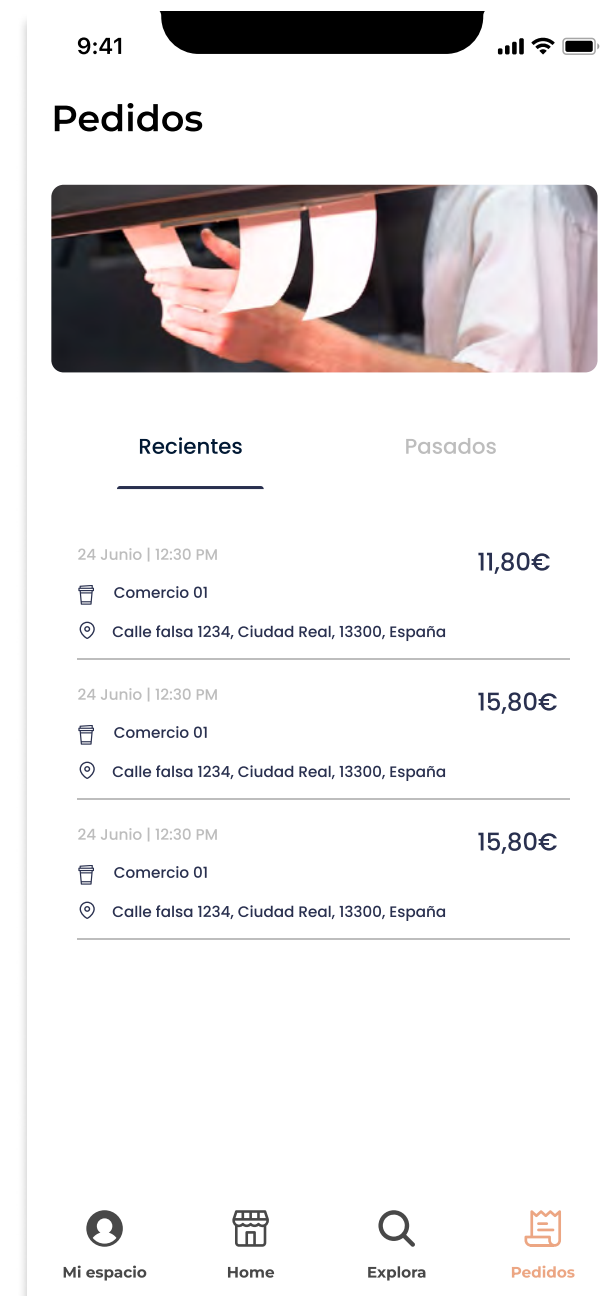 9:41
Pedidos
Recientes
Pasados
24 Junio | 12:30 PM
11,80€
Comercio 01
Calle falsa 1234, Ciudad Real, 13300, España
24 Junio | 12:30 PM
15,80€
Comercio 01
Calle falsa 1234, Ciudad Real, 13300, España
24 Junio | 12:30 PM
15,80€
Comercio 01
Calle falsa 1234, Ciudad Real, 13300, España
Mi espacio
Home
Explora
Pedidos